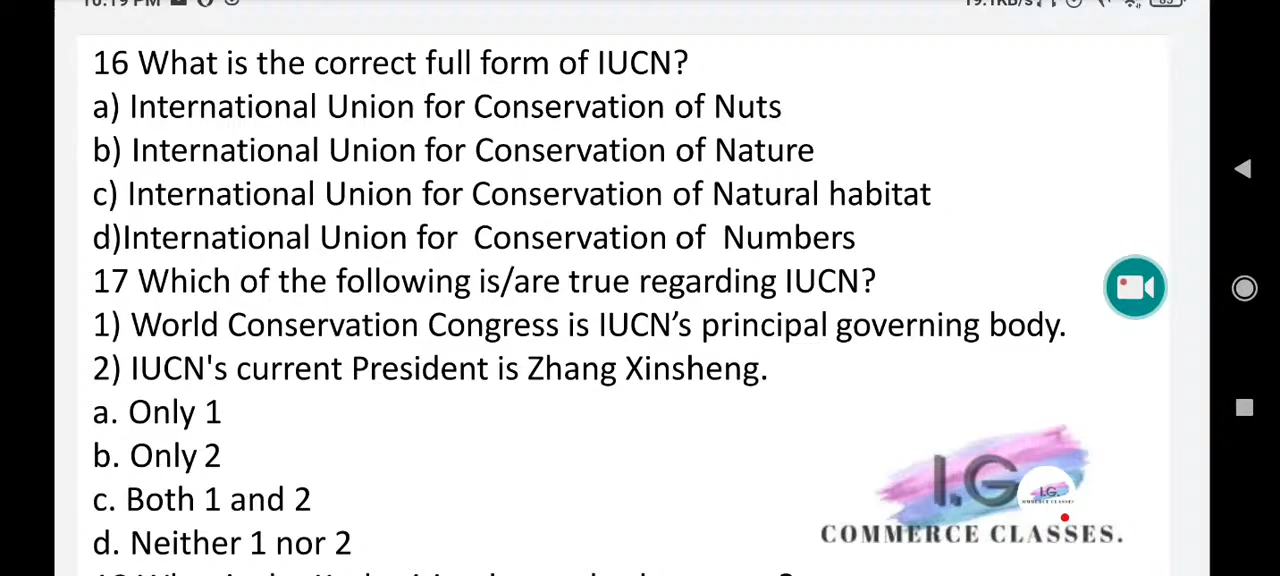 16 What is the correct full form of IUCN?
a) International Union for Conservation of Nuts
b) International Union for Conservation of Nature
c) International Union for Conservation of Natural habitat
d)International Union for Conservation of Numbers
17 Which of the following is/are true regarding IUCN?
1) World Conservation Congress is IUCN’s principal governing body.
2) IUCN's current President is Zhang Xinsheng.
a. Only 1
b. Only 2
c. Both 1 and 2
d. Neither 1 nor 2
I.G
I.G.
COMMERCE CLASSES.